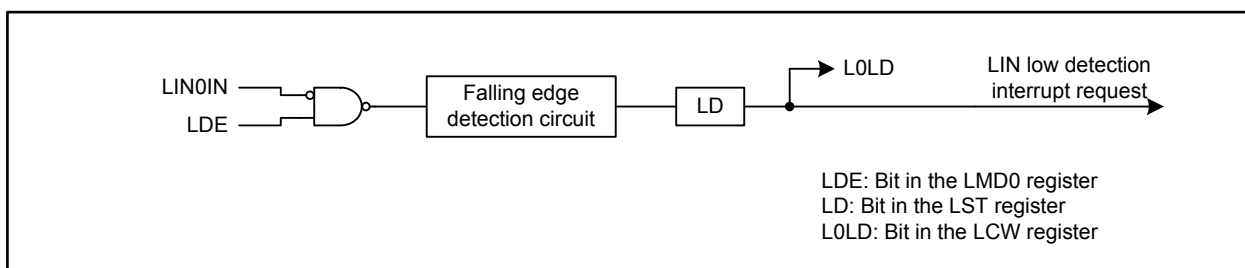 LIN0IN
LDE
Falling edge
detection circuit
LD
L0LD
LIN low detection
interrupt request
LDE: Bit in the LMD0 register
LD: Bit in the LST register
L0LD: Bit in the LCW register